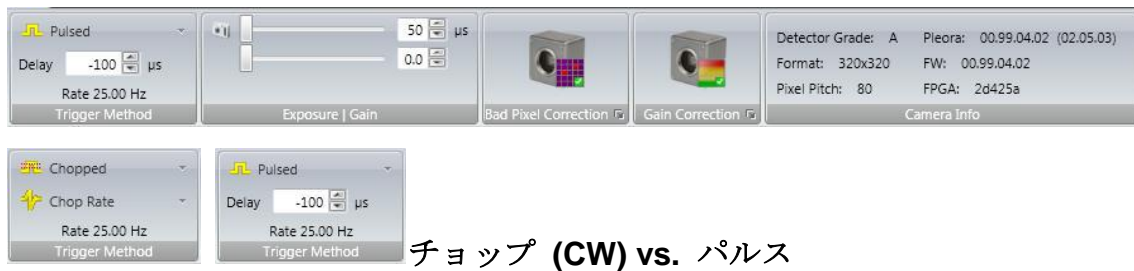 Pulsed
Delay -100 µs
Rate 25.00 Hz
Trigger Method
50 µs
0.0
Exposure | Gain
Bad Pixel Correction
Gain Correction
Detector Grade: A Pleora: 00.99.04.02 (02.05.03)
Format: 320x320 FW: 00.99.04.02
Pixel Pitch: 80 FPGA: 2d425a
Camera Info
Chopped
Chop Rate
Rate 25.00 Hz
Trigger Method
Pulsed
Delay -100 µs
Rate 25.00 Hz
Trigger Method
チョップ (CW) vs. パルス